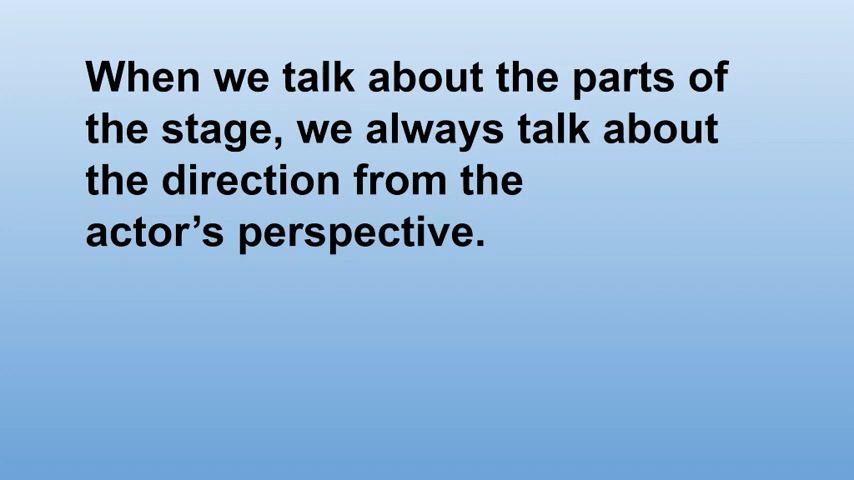 When we talk about the parts of
the stage, we always talk about
the direction from the
actor’s perspective.